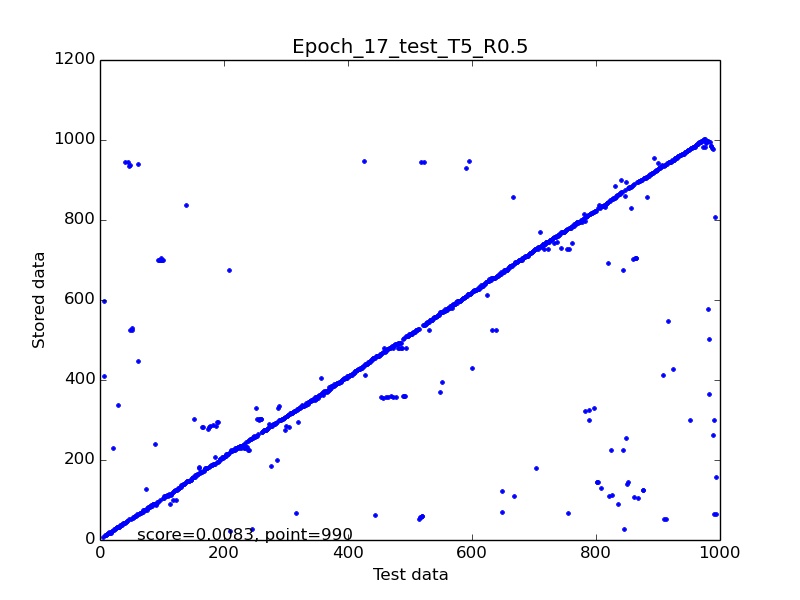 Epoch_17_test_T5_R0.5
1200
1000
800
600
400
200
0
Stored data
score=0.0083, point=990
0 200 400 600 800 1000
Test data